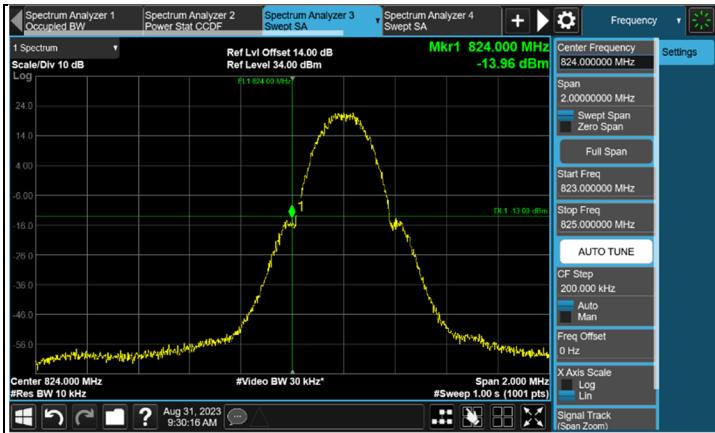 Spectrum Analyzer 1
Occupied BW
Spectrum Analyzer 2
Power Stat CCDF
Spectrum Analyzer 3
Swept SA
Spectrum Analyzer 4
Swept SA
Frequency
1 Spectrum
Scale/Div 10 dB
Log
Ref Lvl Offset 14.00 dB
Ref Level 34.00 dBm
Mkr1 824.000 MHz
-13.96 dBm
FL1 824.00 MHz
24.0
14.0
4.00
-6.00
-16.0
-26.0
-36.0
-46.0
-56.0
1
DL1 -13.00 dBm
Center 824.000 MHz
#Res BW 10 kHz
#Video BW 30 kHz*
Span 2.000 MHz
#Sweep 1.00 s (1001 pts)
Center Frequency
824.000000 MHz
Settings
Span
2.00000000 MHz
Swept Span
Zero Span
Full Span
Start Freq
823.000000 MHz
Stop Freq
825.000000 MHz
AUTO TUNE
CF Step
200.000 kHz
Auto
Man
Freq Offset
0 Hz
X Axis Scale
Log
Lin
Signal Track
(Span Zoom)
?
Aug 31, 2023
9:30:16 AM